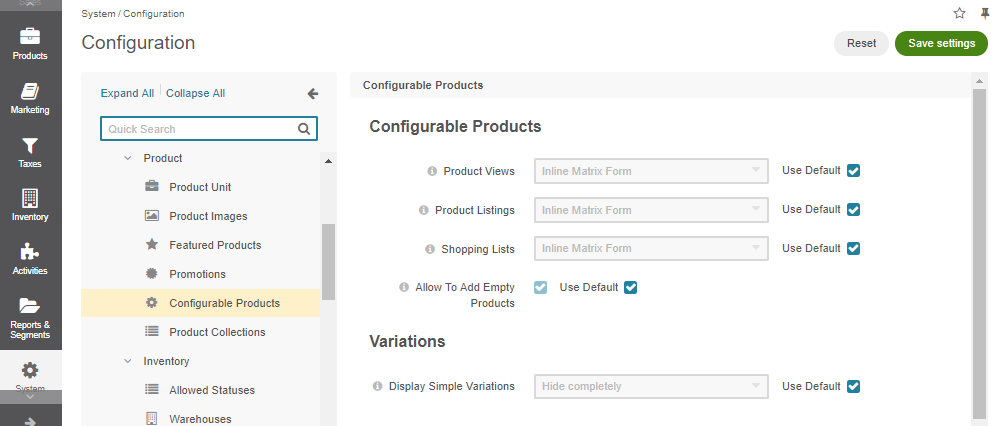 System / Configuration
Configuration
Reset
Save settings
Products
Marketing
Taxes
Inventory
Activities
Reports &
Segments
System
Expand All
Collapse All
Quick Search
Product
Product Unit
Product Images
Featured Products
Promotions
Configurable Products
Product Collections
Inventory
Allowed Statuses
Warehouses
Configurable Products
Configurable Products
Product Views Inline Matrix Form Use Default
Product Listings Inline Matrix Form Use Default
Shopping Lists Inline Matrix Form Use Default
Allow To Add Empty Use Default
Products
Variations
Display Simple Variations Hide completely Use Default